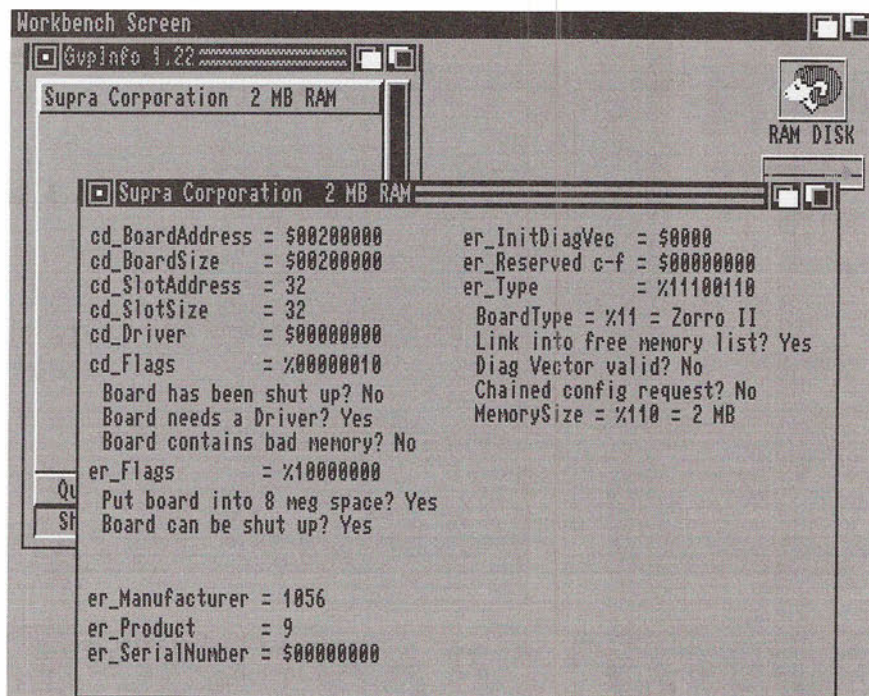 Workbench Screen
GvpInfo 1.22
Supra Corporation 2 MB RAM
RAM DISK
Supra Corporation 2 MB RAM
cd_BoardAddress = $00200000
cd_BoardSize = $00200000
cd_SlotAddress = 32
cd_SlotSize = 32
cd_Driver = $00000000
cd_Flags = %00000010
Board has been shut up? No
Board needs a Driver? Yes
Board contains bad memory? No
er_Flags = %10000000
Put board into 8 meg space? Yes
Board can be shut up? Yes
er_Manufacturer = 1056
er_Product = 9
er_SerialNumber = $00000000
er_InitDiagVec = $0000
er_Reserved c-f = $00000000
er_Type = %11100110
BoardType = %11 = Zorro II
Link into free memory list? Yes
Diag Vector valid? No
Chained config request? No
MemorySize = %110 = 2 MB
Qu
Sh